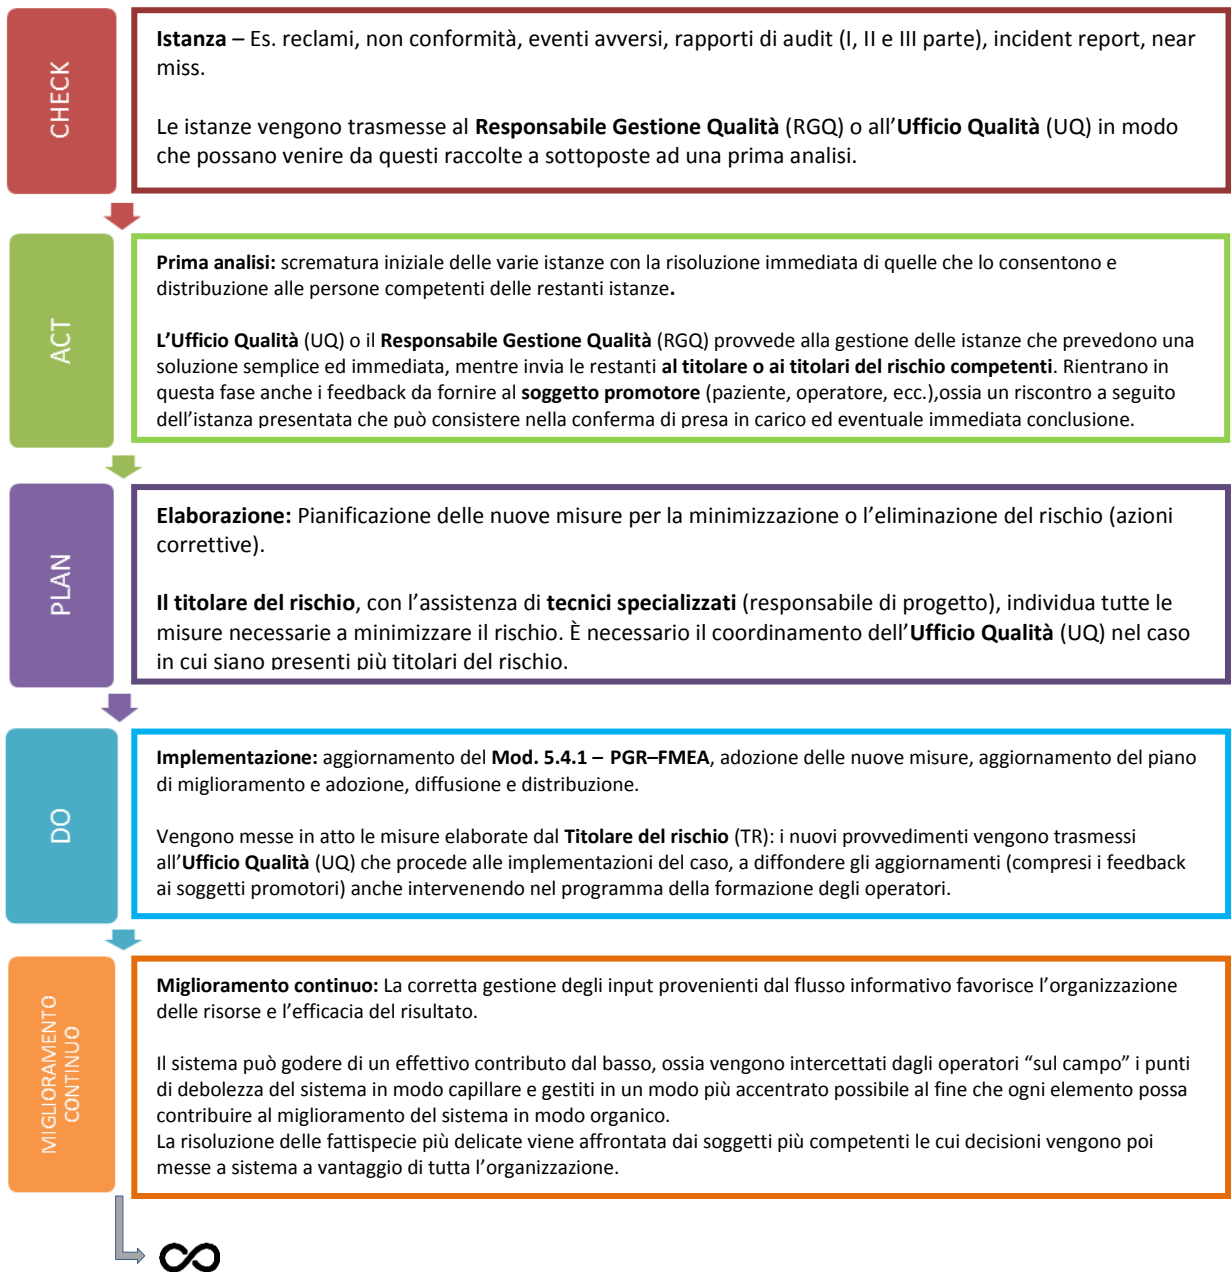 CHECK
Istanza – Es. reclami, non conformità, eventi avversi, rapporti di audit (I, II e III parte), incident report, near
miss.
Le istanze vengono trasmesse al Responsabile Gestione Qualità (RGQ) o all’Ufficio Qualità (UQ) in modo
che possano venire da questi raccolte a sottoposte ad una prima analisi.
ACT
Prima analisi: scrematura iniziale delle varie istanze con la risoluzione immediata di quelle che lo consentono e
distribuzione alle persone competenti delle restanti istanze.
L’Ufficio Qualità (UQ) o il Responsabile Gestione Qualità (RGQ) provvede alla gestione delle istanze che prevedono una
soluzione semplice ed immediata, mentre invia le restanti al titolare o ai titolari del rischio competenti. Rientrano in
questa fase anche i feedback da fornire al soggetto promotore (paziente, operatore, ecc.),ossia un riscontro a seguito
dell’istanza presentata che può consistere nella conferma di presa in carico ed eventuale immediata conclusione.
PLAN
Elaborazione: Pianificazione delle nuove misure per la minimizzazione o l’eliminazione del rischio (azioni
correttive).
Il titolare del rischio, con l’assistenza di tecnici specializzati (responsabile di progetto), individua tutte le
misure necessarie a minimizzare il rischio. È necessario il coordinamento dell’Ufficio Qualità (UQ) nel caso
in cui siano presenti più titolari del rischio.
DO
Implementazione: aggiornamento del Mod. 5.4.1 – PGR–FMEA, adozione delle nuove misure, aggiornamento del piano
di miglioramento e adozione, diffusione e distribuzione.
Vengono messe in atto le misure elaborate dal Titolare del rischio (TR): i nuovi provvedimenti vengono trasmessi
all’Ufficio Qualità (UQ) che procede alle implementazioni del caso, a diffondere gli aggiornamenti (compresi i feedback
ai soggetti promotori) anche intervenendo nel programma della formazione degli operatori.
MIGLIORAMENTO
CONTINUO
Miglioramento continuo: La corretta gestione degli input provenienti dal flusso informativo favorisce l’organizzazione
delle risorse e l’efficacia del risultato.
Il sistema può godere di un effettivo contributo dal basso, ossia vengono intercettati dagli operatori “sul campo” i punti
di debolezza del sistema in modo capillare e gestiti in un modo più accentrato possibile al fine che ogni elemento possa
contribuire al miglioramento del sistema in modo organico.
La risoluzione delle fattispecie più delicate viene affrontata dai soggetti più competenti le cui decisioni vengono poi
messe a sistema a vantaggio di tutta l’organizzazione.
∞